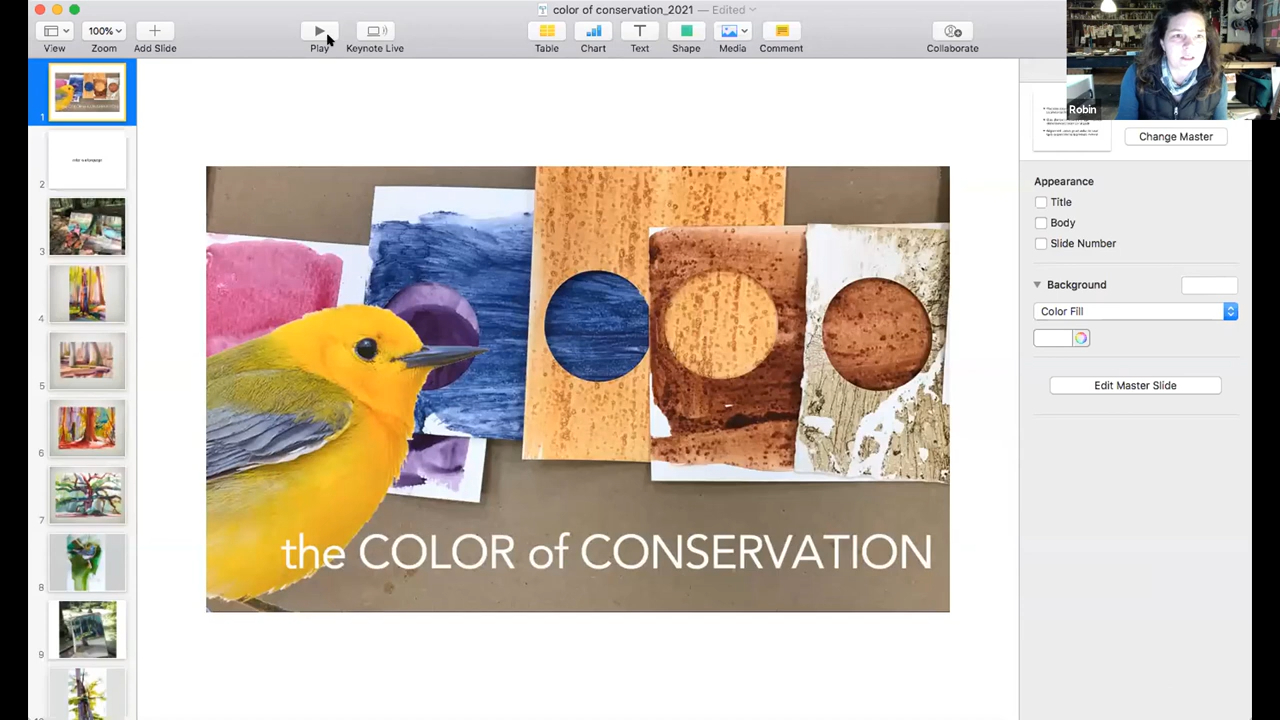 color of conservation_2021 — Edited
View
100%
Zoom
Add Slide
Play
Keynote Live
Table
Chart
Text
Shape
Media
Comment
Collaborate
Robin
Change Master
Appearance
Title
Body
Slide Number
Background
Color Fill
Edit Master Slide
1
2
3
4
5
6
7
8
9
the COLOR of CONSERVATION